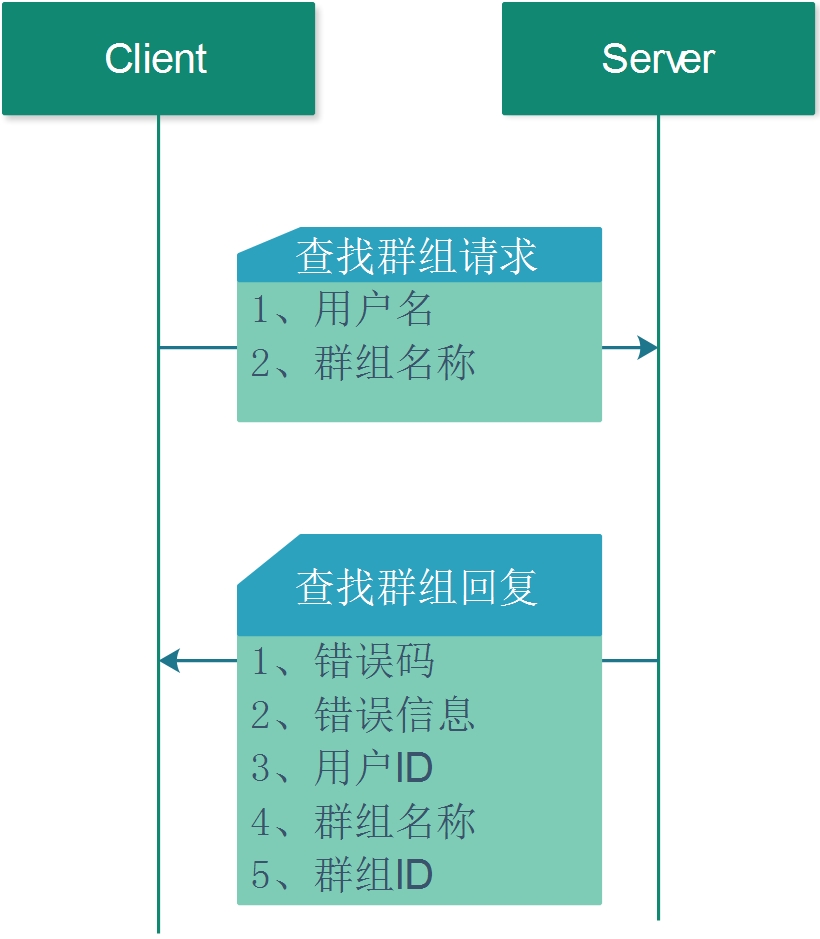 Client
Server
查找群组请求
1、用户名
2、群组名称
查找群组回复
1、错误码
2、错误信息
3、用户ID
4、群组名称
5、群组ID